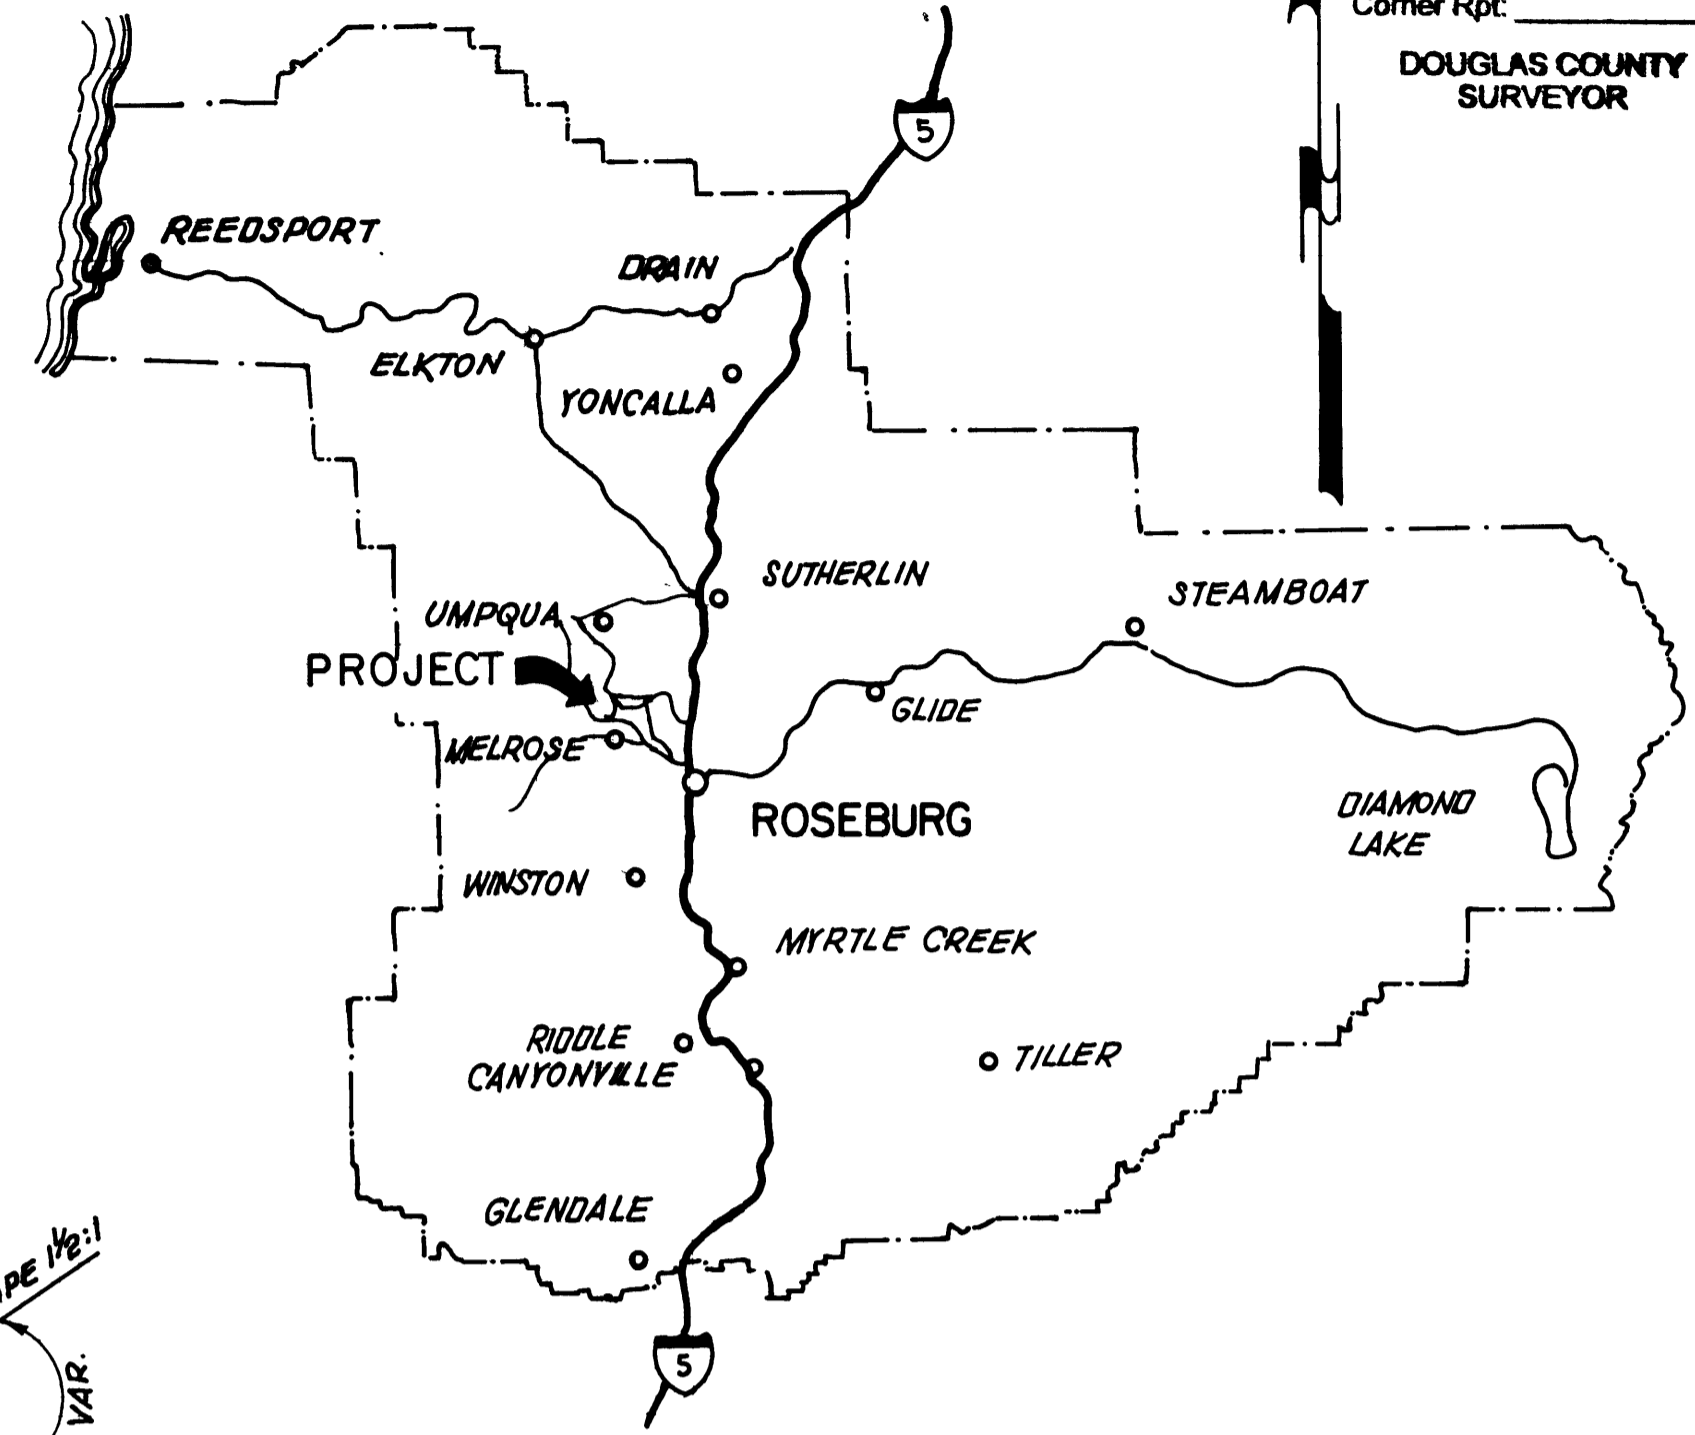 Corner Rpt:
DOUGLAS COUNTY
SURVEYOR
5
REEDSPORT
DRAIN
ELKTON
YONCALLA
SUTHERLIN
STEAMBOAT
UMPQUA
PROJECT
GLIDE
MELROSE
ROSEBURG
DIAMOND
LAKE
WINSTON
MYRTLE CREEK
RIDDLE
CANYONVILLE
TILLER
GLENDALE
1½:1
5
VAR.